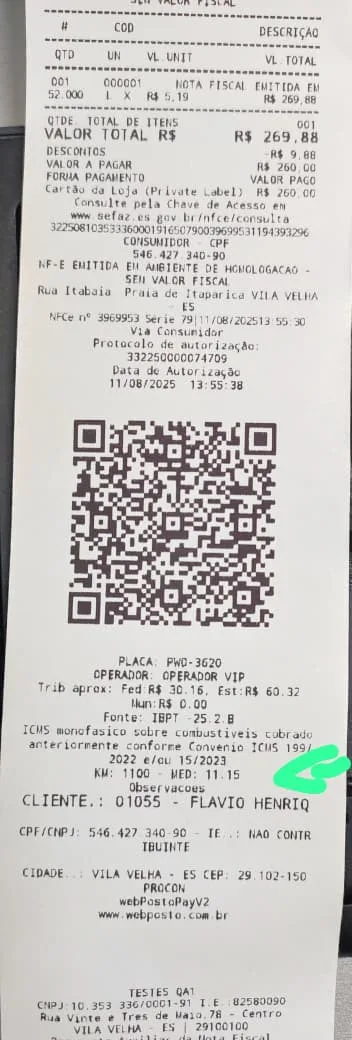 SEM VALOR FISCAL
# COD DESCRIÇÃO
QTD UN VL.UNIT VL.TOTAL
001 000001 NOTA FISCAL EMITIDA EM
52.000 L X R$ 5,19 R$ 269,88
QTDE. TOTAL DE ITENS 001
VALOR TOTAL R$ R$ 269,88
DESCONTOS -R$ 9,88
VALOR A PAGAR R$ 260,00
FORMA PAGAMENTO VALOR PAGO
Cartão da Loja (Private Label) R$ 260,00
Consulte pela Chave de Acesso em
www.sefaz.es.gov.br/nfce/consulta
CONSUMIDOR - CPF
546.427.340-90
NF-E EMITIDA EM AMBIENTE DE HOMOLOGACAO -
SEM VALOR FISCAL
Rua Itabaia Praia de Itaparica VILA VELHA
- ES
NFCe nº 3969953 Serie 79|11/08/202513:55:30
Via Consumidor
Protocolo de autorização:
332250000074709
Data de Autorização
11/08/2025 13:55:38
PLACA: PWD-3620
OPERADOR: OPERADOR VIP
Trib aprox: Fed:R$ 30.16, Est:R$ 60.32
Mun:R$ 0.00
Fonte: IBPT -25.2.B
ICMS monofasico sobre combustiveis cobrado
anteriormente conforme Convenio ICMS 199/
2022 e/ou 15/2023
KM: 1100 - MED: 11.15
Observacoes
CLIENTE.: 01055 - FLAVIO HENRIQ
CPF/CNPJ: 546.427.340-90 - IE..: NAO CONTR
IBUINTE
CIDADE..: VILA VELHA - ES CEP: 29.102-150
PROCON
webPostoPayV2
www.webposto.com.br
TESTES QA1
CNPJ:10.353.336/0001-91 I.E.:82580090
Rua Vinte e Tres de Maio,78 - Centro
VILA VELHA - ES | 29100100
Documento Auxiliar da Nota Fiscal